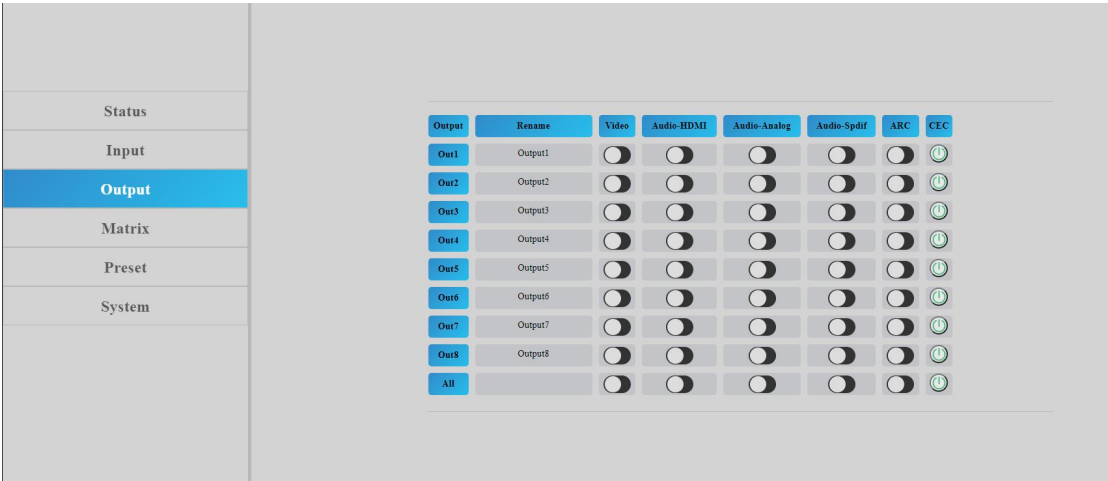 Status
Input
Output
Matrix
Preset
System
Output Rename Video Audio-HDMI Audio-Analog Audio-Spdif ARC CEC
Out1 Output1
Out2 Output2
Out3 Output3
Out4 Output4
Out5 Output5
Out6 Output6
Out7 Output7
Out8 Output8
All